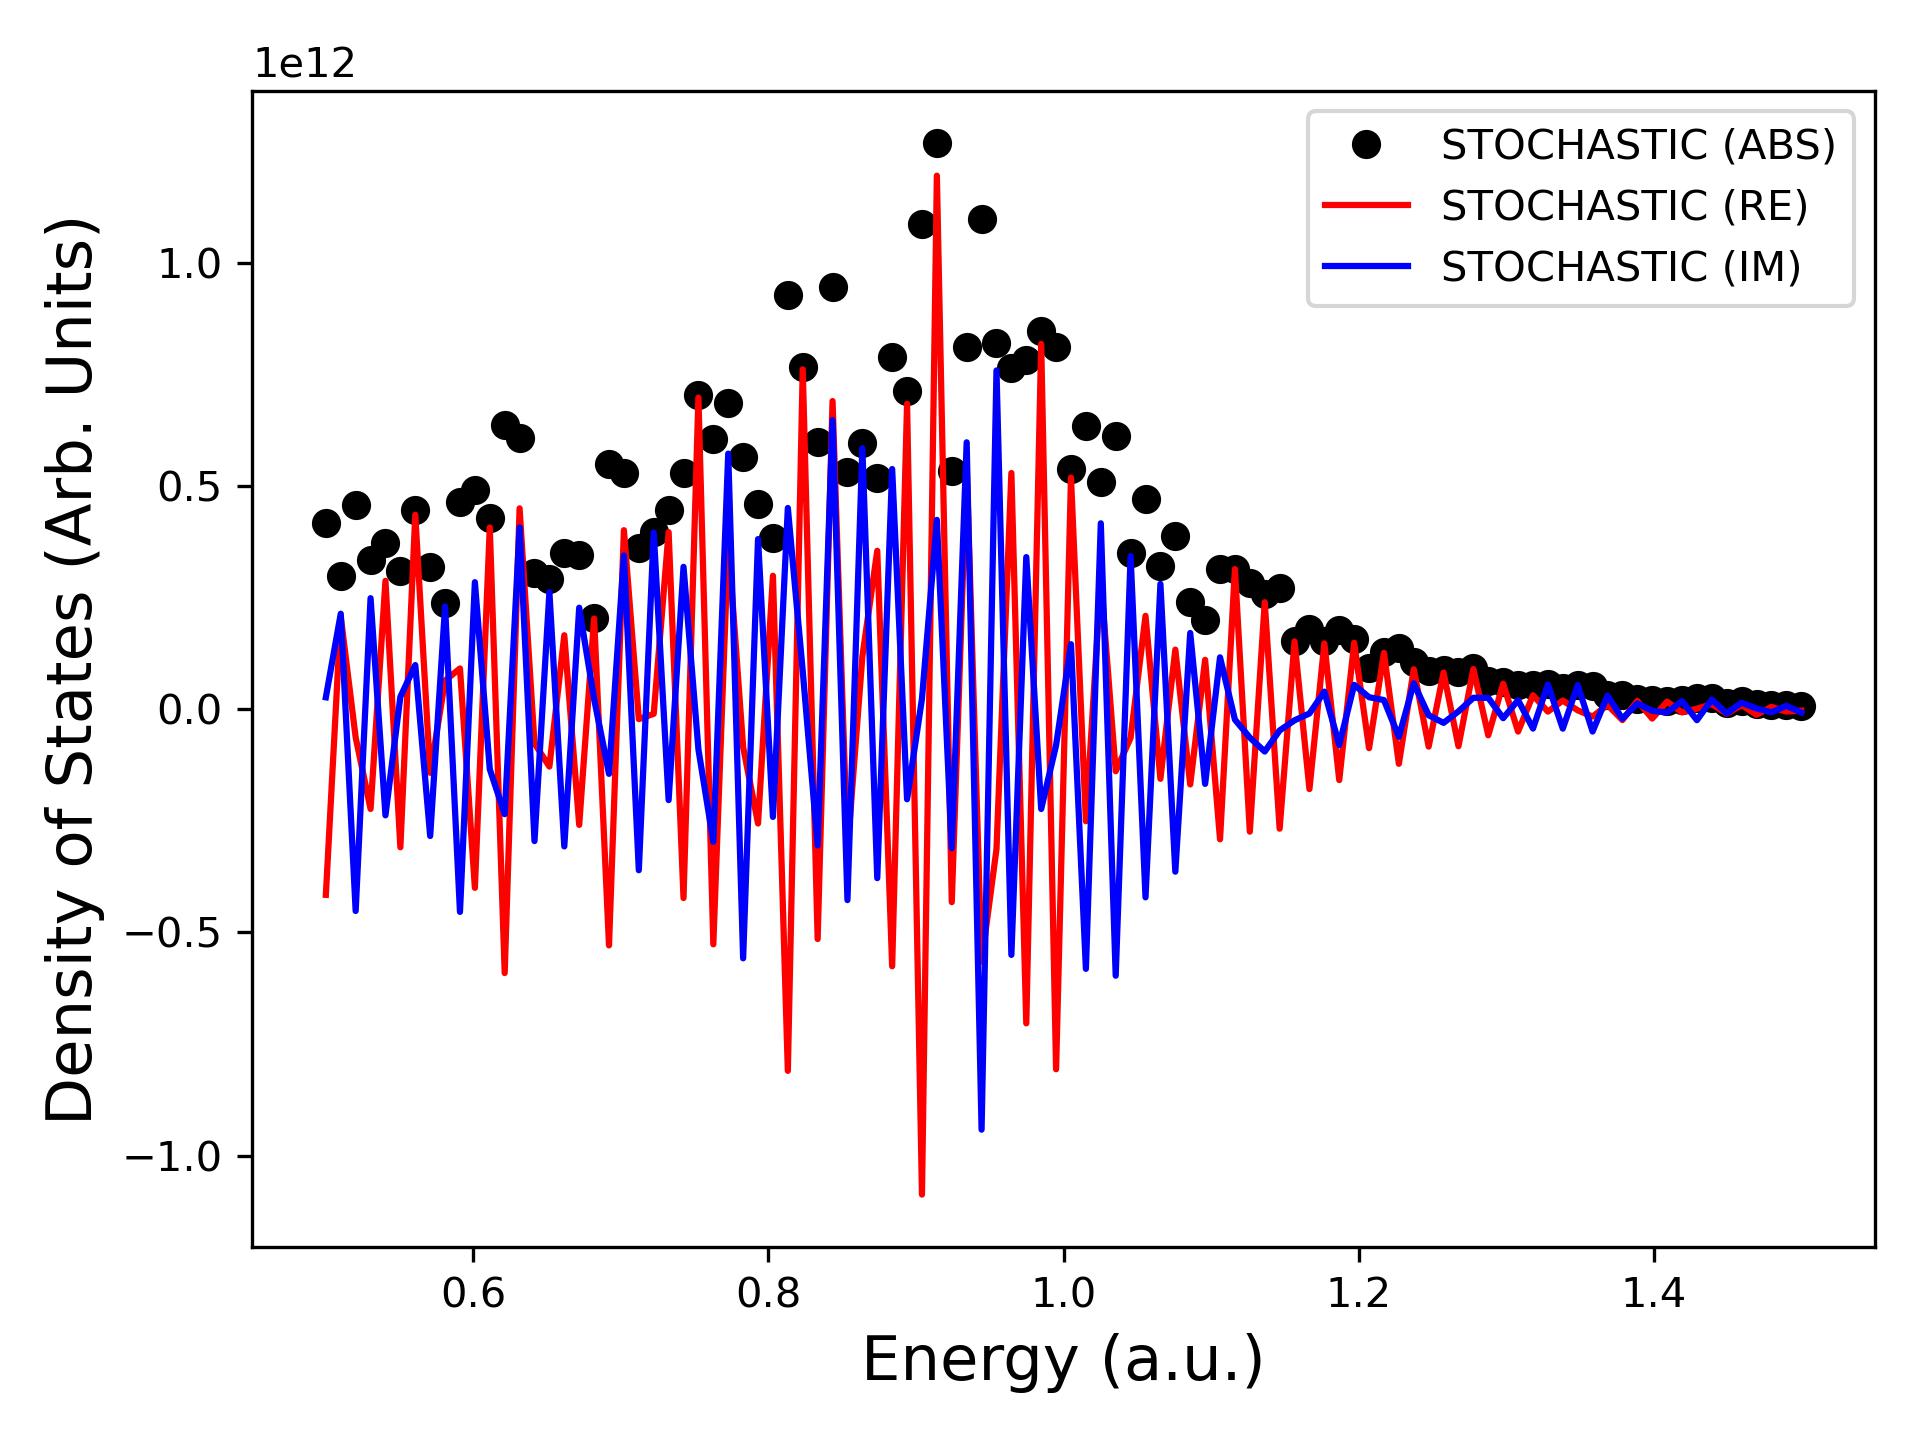 1e12
STOCHASTIC (ABS)
STOCHASTIC (RE)
STOCHASTIC (IM)
Density of States (Arb. Units)
1.0
0.5
0.0
−0.5
−1.0
0.6 0.8 1.0 1.2 1.4
Energy (a.u.)